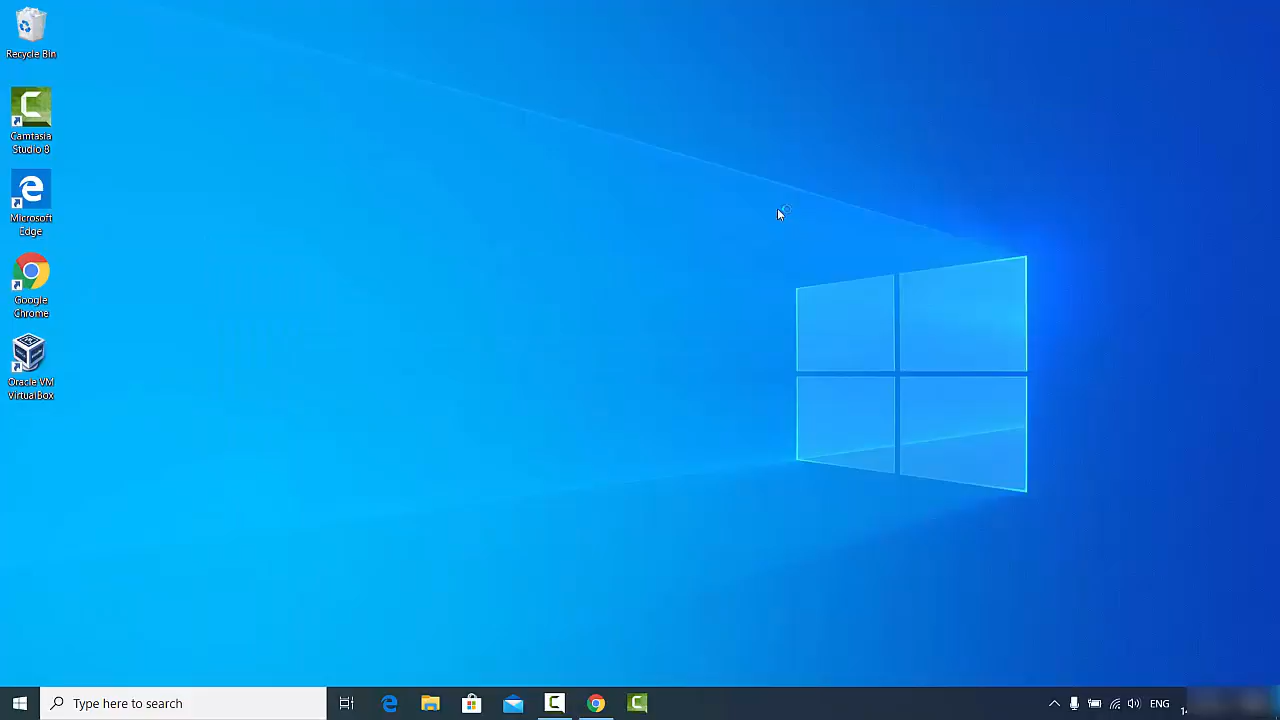 Recycle Bin
Camtasia
Studio 8
Microsoft
Edge
Google
Chrome
Oracle VM
VirtualBox
Type here to search
ENG